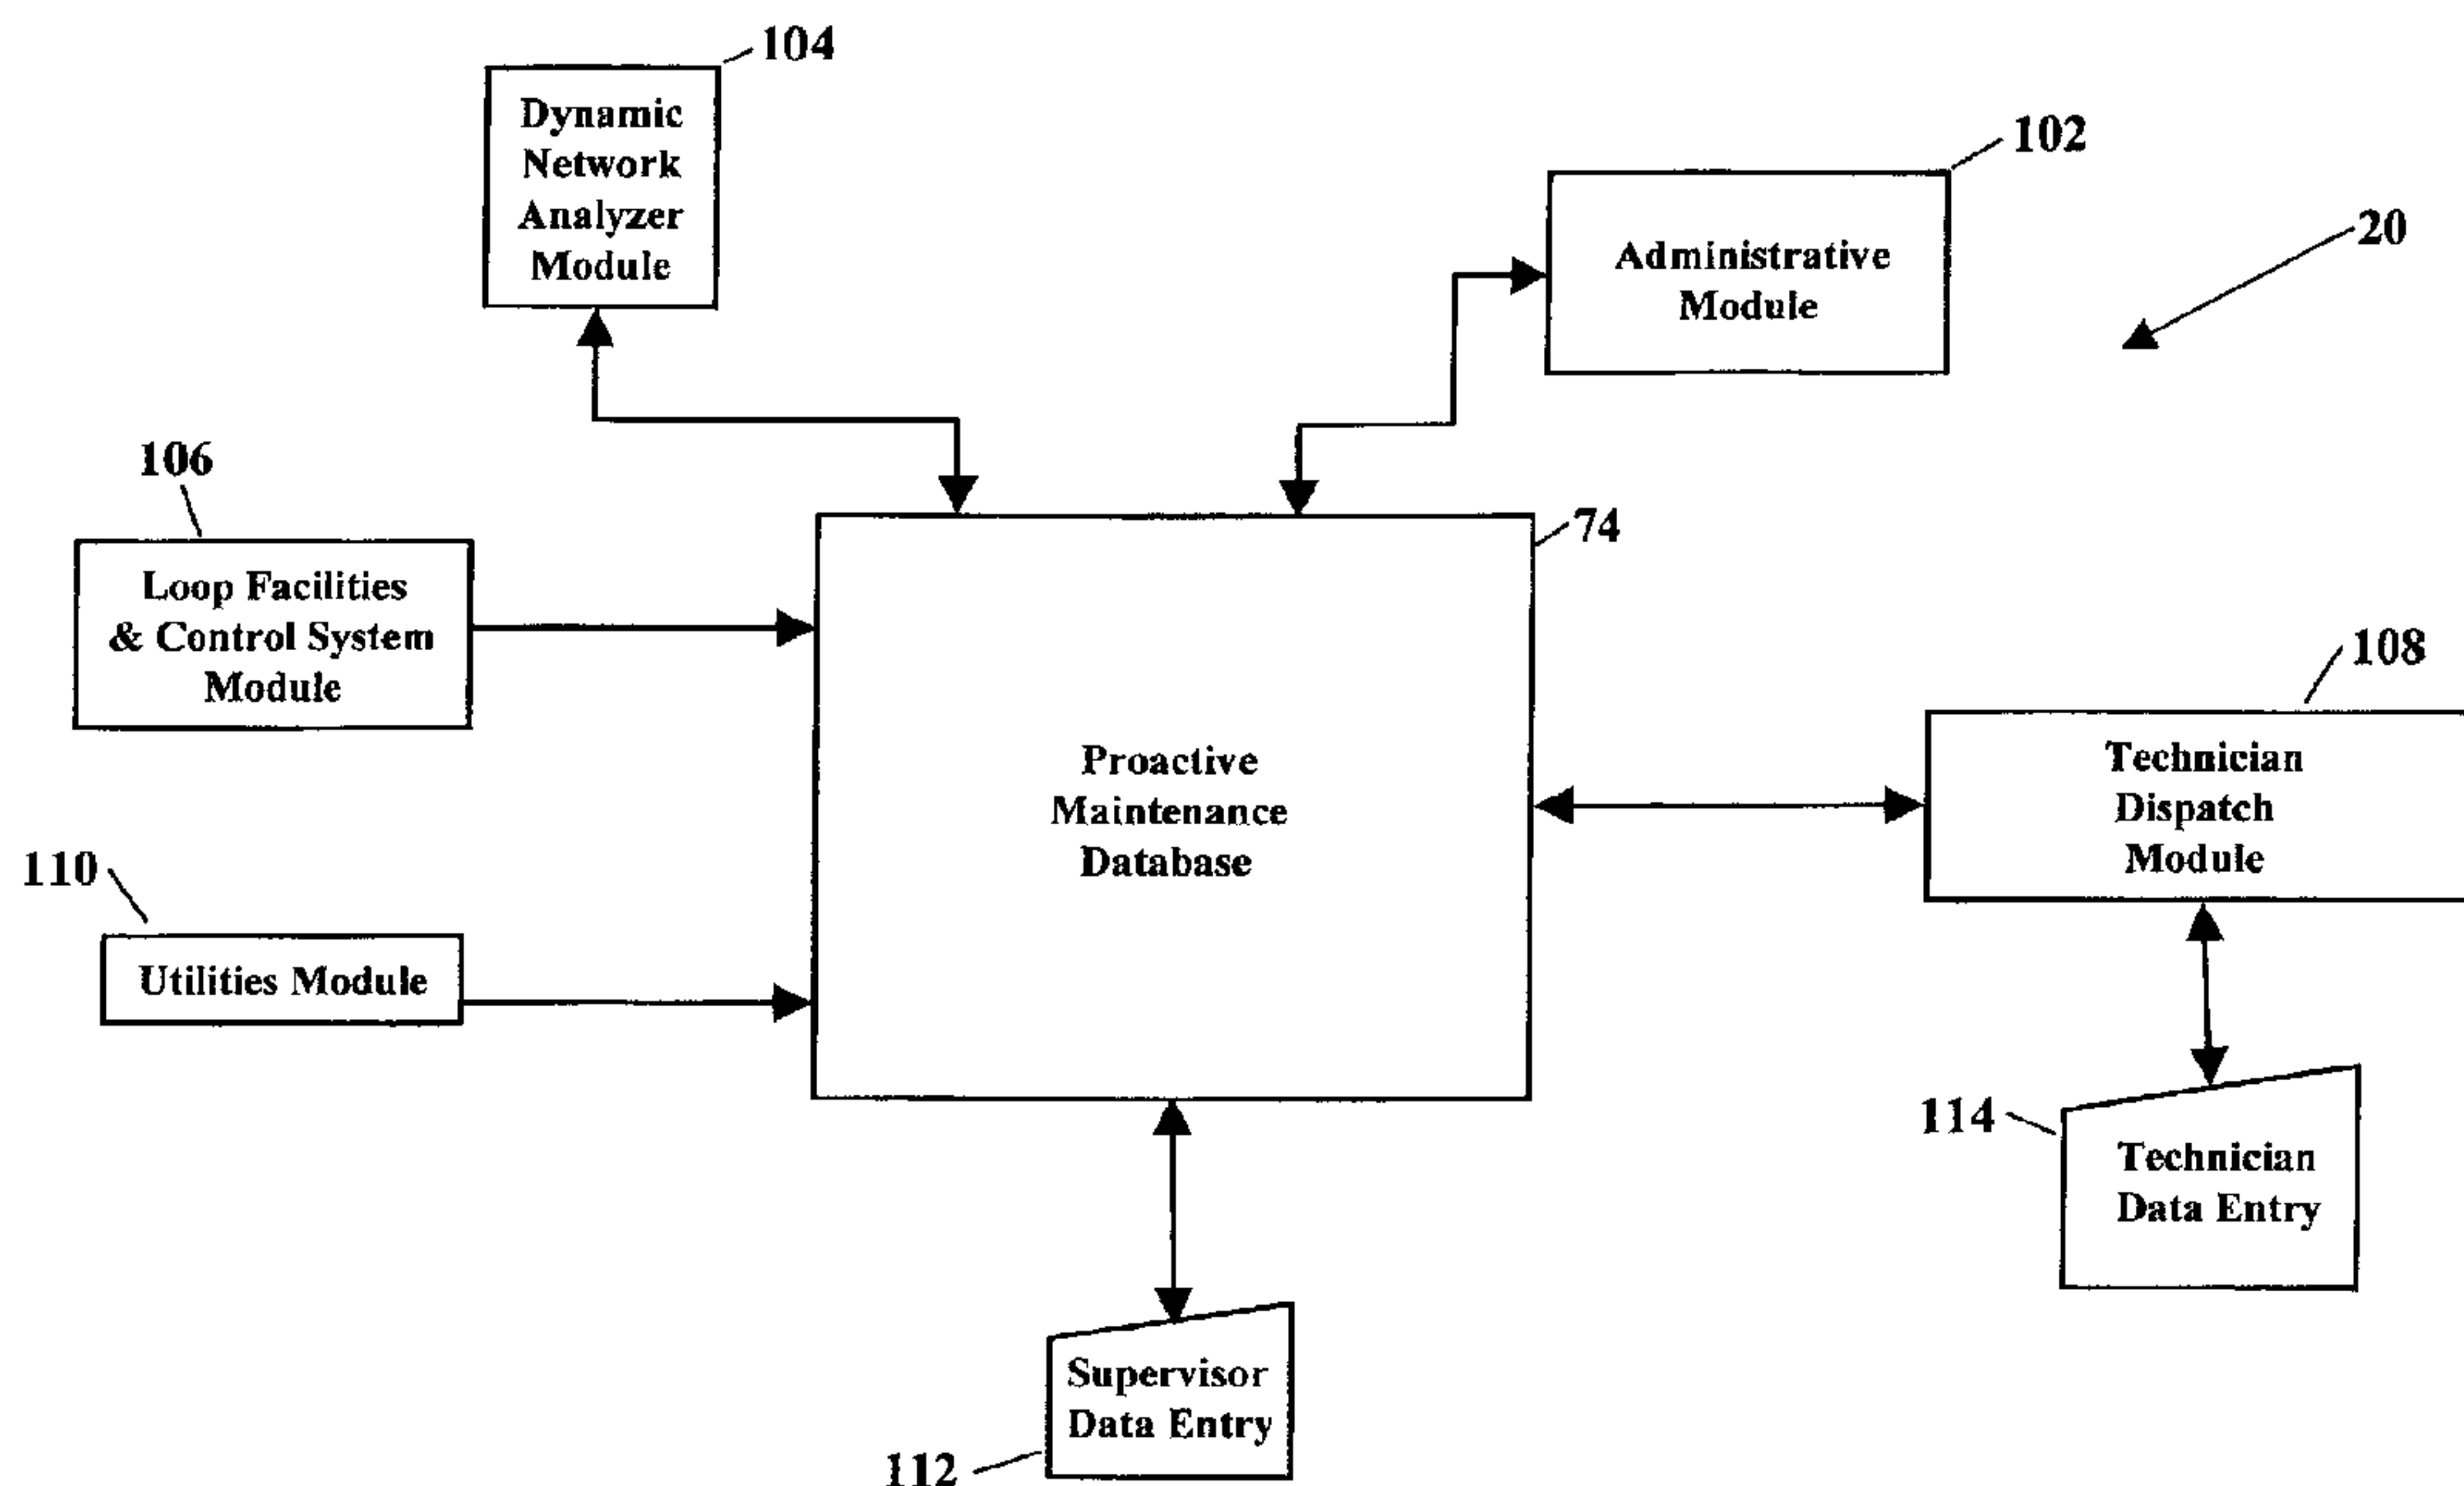 104
Dynamic
Network
Analyzer
Module
102
Administrative
Module
20
106
Loop Facilities
& Control System
Module
74
Proactive
Maintenance
Database
108
Technician
Dispatch
Module
110
Utilities Module
114
Technician
Data Entry
Supervisor
Data Entry
112